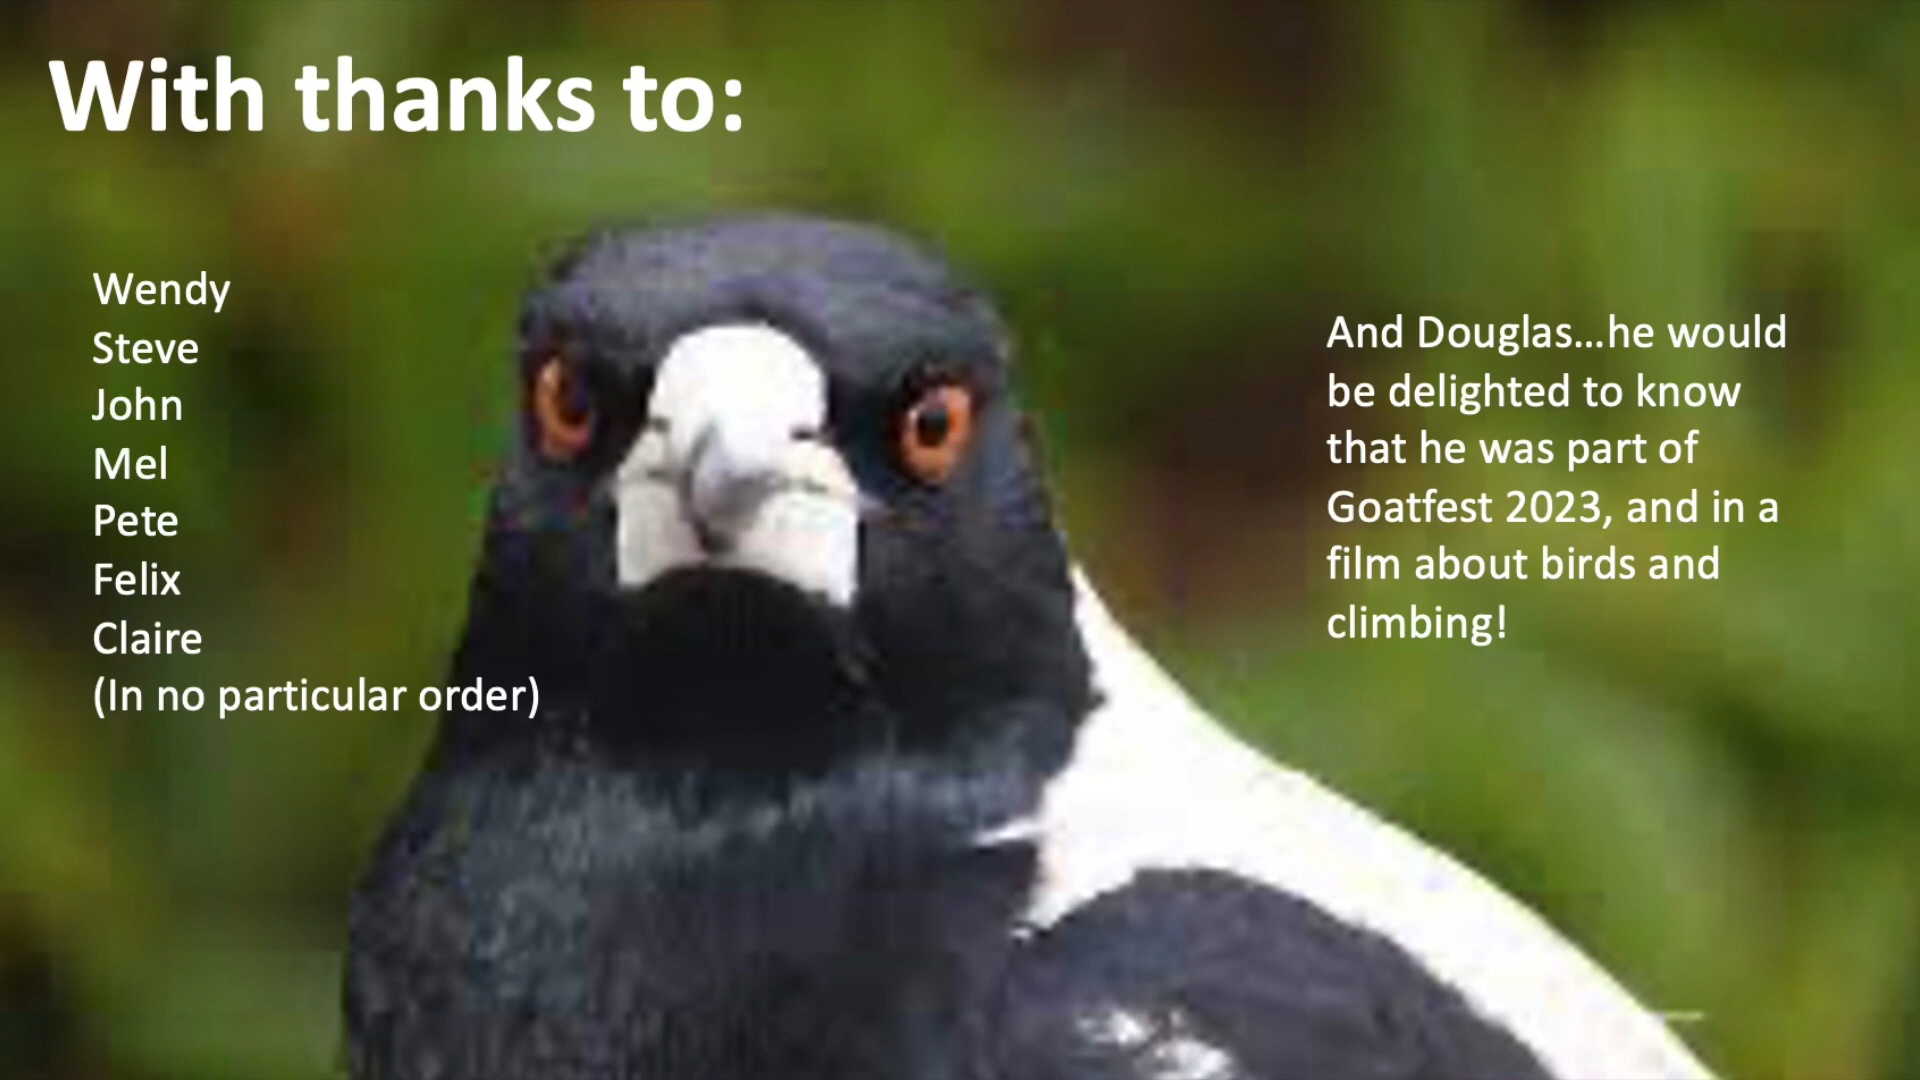 With thanks to:
Wendy
Steve
John
Mel
Pete
Felix
Claire
(In no particular order)
And Douglas...he would
be delighted to know
that he was part of
Goatfest 2023, and in a
film about birds and
climbing!